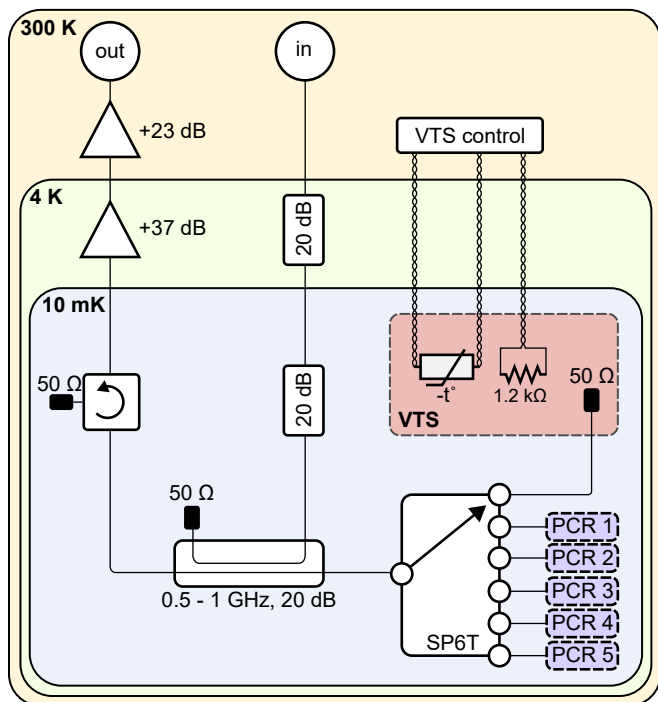 300 K
out
in
+23 dB
VTS control
4 K
+37 dB
20 dB
10 mK
50 Ω
20 dB
-t°
1.2 kΩ
50 Ω
VTS
50 Ω
0.5 - 1 GHz, 20 dB
SP6T
PCR 1
PCR 2
PCR 3
PCR 4
PCR 5